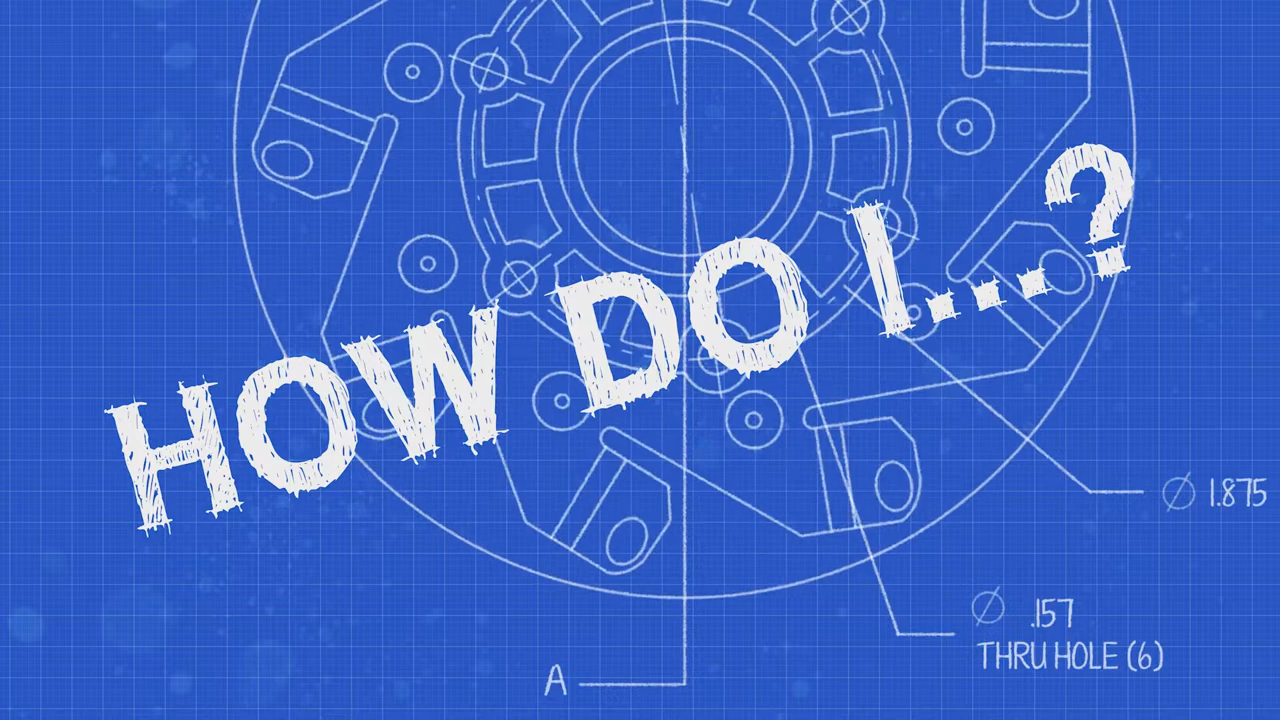 HOW DO I...?
Ø 1.875
Ø .157
THRU HOLE (6)
A